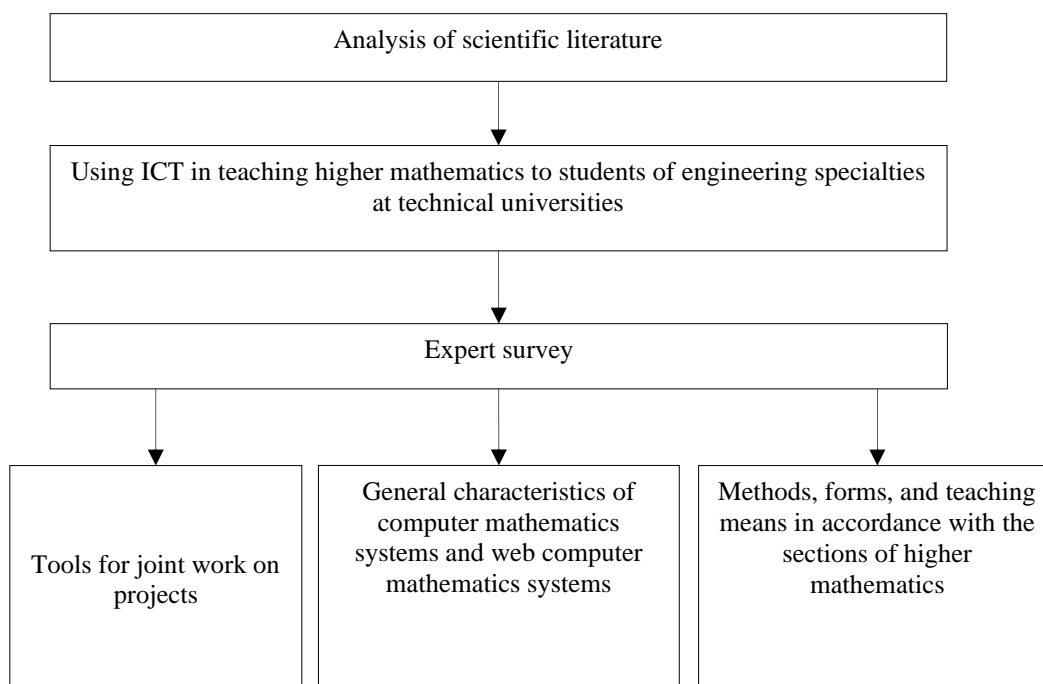 Analysis of scientific literature
Using ICT in teaching higher mathematics to students of engineering specialties
at technical universities
Expert survey
Tools for joint work on
projects
General characteristics of
computer mathematics
systems and web computer
mathematics systems
Methods, forms, and teaching
means in accordance with the
sections of higher
mathematics